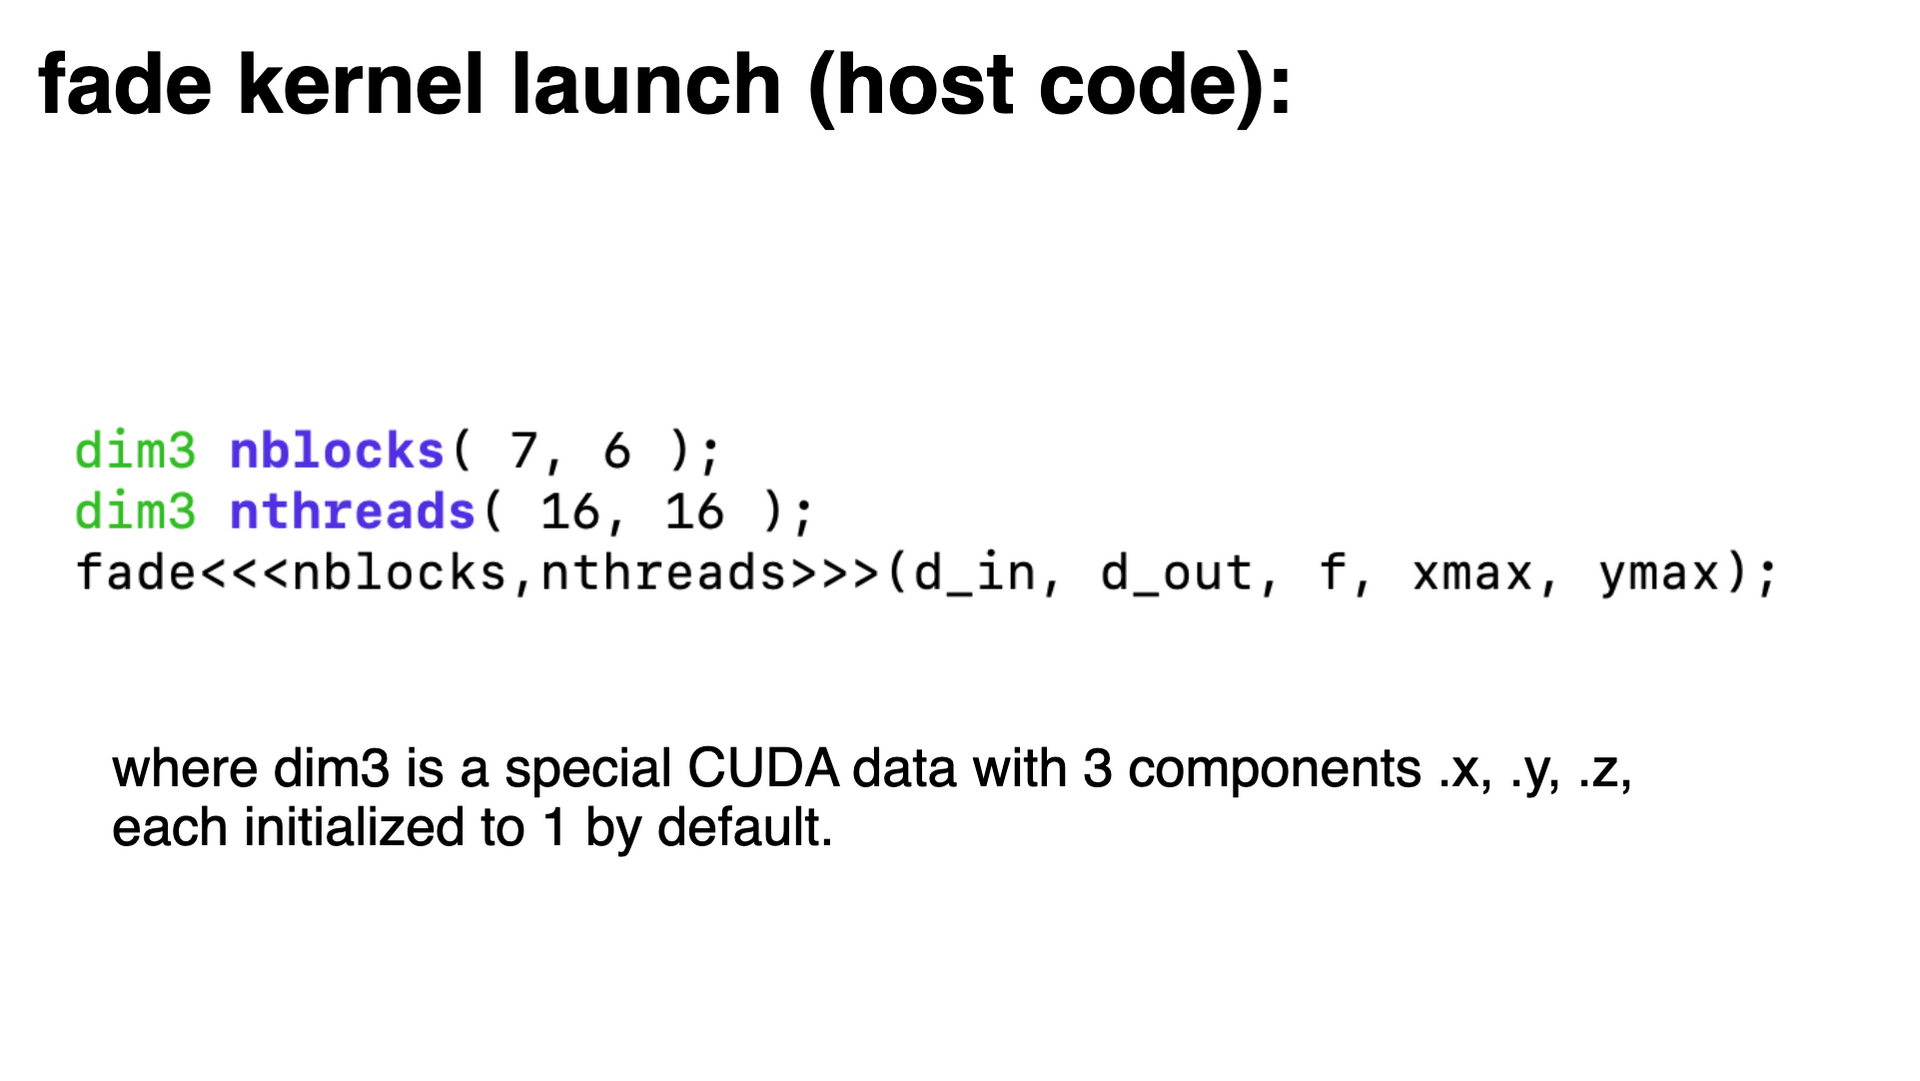 fade kernel launch (host code):
dim3 nblocks( 7, 6 );
dim3 nthreads( 16, 16 );
fade<<<nblocks,nthreads>>>(d_in, d_out, f, xmax, ymax);
where dim3 is a special CUDA data with 3 components .x, .y, .z,
each initialized to 1 by default.